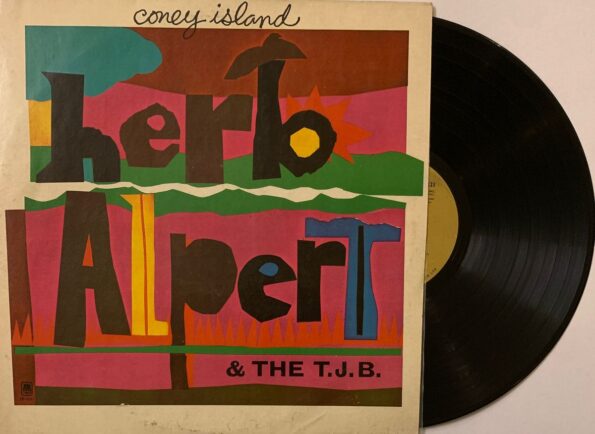 coney island
herb
AlperT
& THE T.J.B.